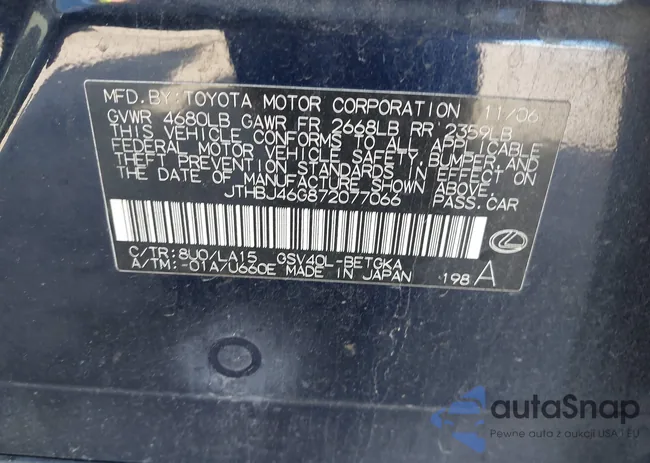 MFD.BY:TOYOTA MOTOR CORPORATION 11/06
GVWR 4680LB GAWR FR 2668LB RR 2359LB
THIS VEHICLE CONFORMS TO ALL APPLICABLE
FEDERAL MOTOR VEHICLE SAFETY, BUMPER, AND
THEFT PREVENTION STANDARDS IN EFFECT ON
THE DATE OF MANUFACTURE SHOWN ABOVE.
JTHBJ46G872077066 PASS.CAR
C/TR:8U0/LA15 GSV40L-BETGKA
A/TM:-01A/U660E MADE IN JAPAN 198 A
autaSnap
Pewne auta z aukcji USA i EU